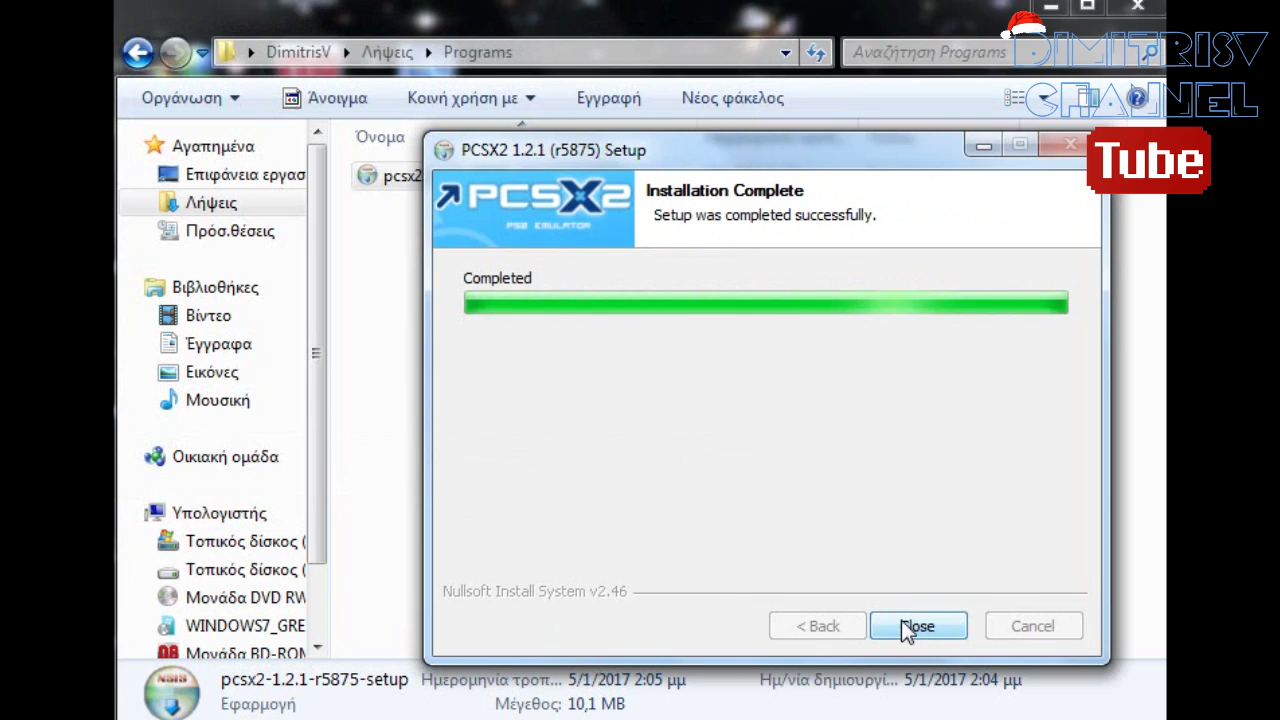 DimitrisV Λήψεις Programs
Αναζήτηση Programs
DIMITRISV
CHANNEL
Tube
Οργάνωση Άνοιγμα Κοινή χρήση με Εγγραφή Νέος φάκελος
Αγαπημένα
Επιφάνεια εργασ
Λήψεις
Πρόσ.θέσεις
Βιβλιοθήκες
Βίντεο
Έγγραφα
Εικόνες
Μουσική
Οικιακή ομάδα
Υπολογιστής
Τοπικός δίσκος (
Τοπικός δίσκος (
Μονάδα DVD RW
WINDOWS7_GRE
Μονάδα BD-ROM
Όνομα
pcsx2
PCSX2 1.2.1 (r5875) Setup
PCSX2
PS2 EMULATOR
Installation Complete
Setup was completed successfully.
Completed
Nullsoft Install System v2.46
< Back Close Cancel
NSIS
pcsx2-1.2.1-r5875-setup Ημερομηνία τροπ... 5/1/2017 2:05 μμ Ημ/νία δημιουργί... 5/1/2017 2:04 μμ
Εφαρμογή Μέγεθος: 10,1 MB